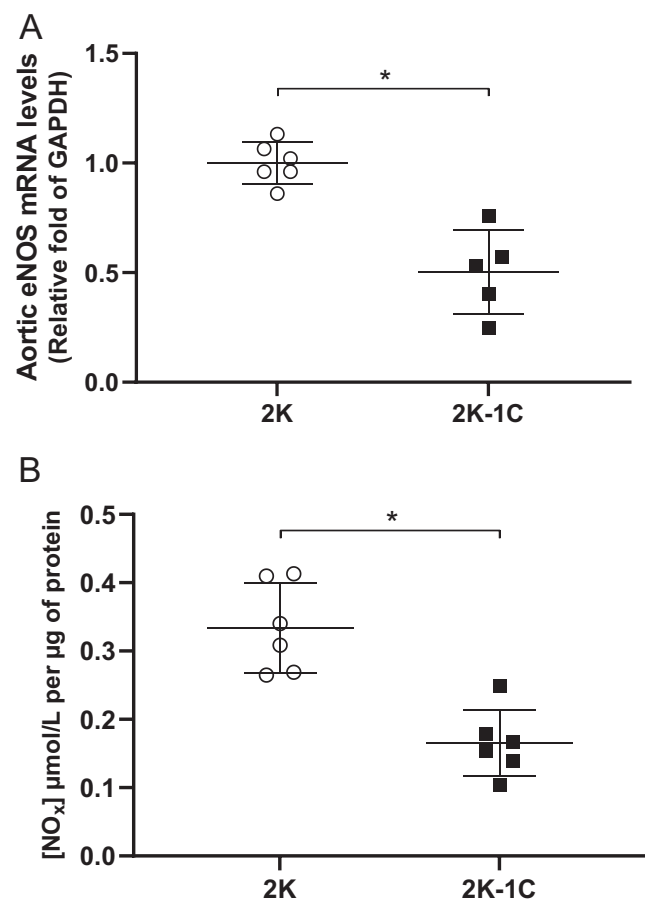 A
Aortic eNOS mRNA levels
(Relative fold of GAPDH)
1.5
1.0
0.5
0.0
*
2K
2K-1C
B
[NOx] μmol/L per μg of protein
0.5
0.4
0.3
0.2
0.1
0.0
*
2K
2K-1C